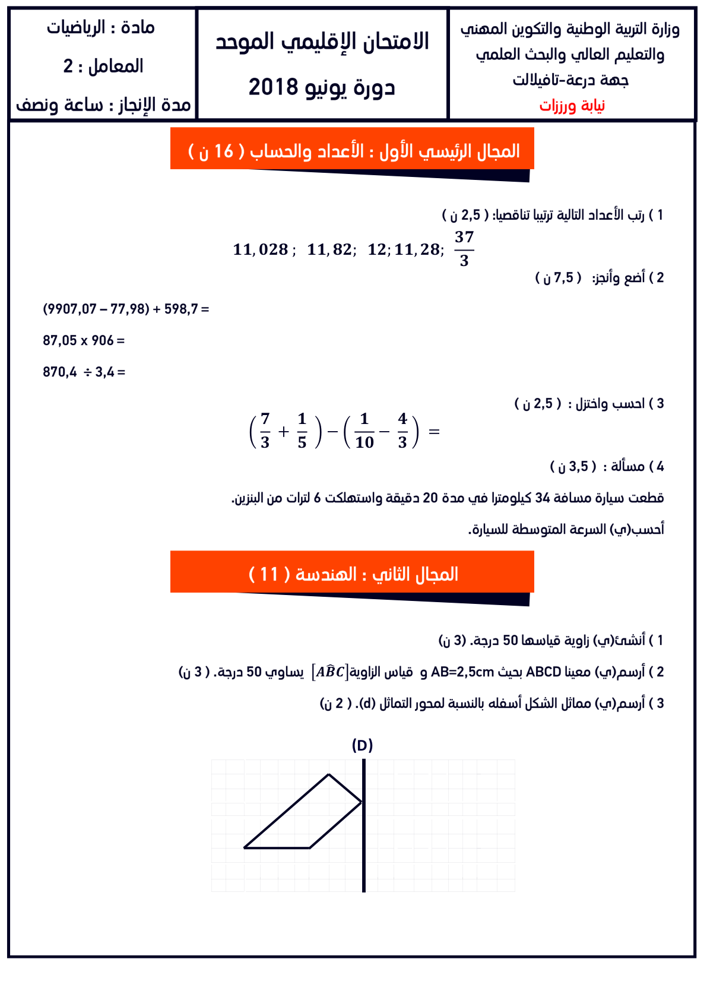 وزارة التربية الوطنية والتكوين المهني
والتعليم العالي والبحث العلمي
جهة درعة-تافيلالت
نيابة ورززات
الامتحان الإقليمي الموحد
دورة يونيو 2018
مادة : الرياضيات
المعامل : 2
مدة الإنجاز : ساعة ونصف
المجال الرئيسي الأول : الأعداد والحساب ( 16 ن )
1 ) رتب الأعداد التالية ترتيبا تناقصيا: ( 2,5 ن )
11,028 ; 11,82; 12; 11,28; 37/3
2 ) أضع وأنجز: ( 7,5 ن )
(9907,07 – 77,98) + 598,7 =
87,05 x 906 =
870,4 ÷ 3,4 =
3 ) احسب واختزل : ( 2,5 ن )
(7/3 + 1/5) − (1/10 − 4/3) =
4 ) مسألة : ( 3,5 ن )
قطعت سيارة مسافة 34 كيلومترا في مدة 20 دقيقة واستهلكت 6 لترات من البنزين.
أحسب(ي) السرعة المتوسطة للسيارة.
المجال الثاني : الهندسة ( 11 )
1 ) أنشئ(ي) زاوية قياسها 50 درجة. (3 ن)
2 ) أرسم(ي) معينا ABCD بحيث AB=2,5cm و قياس الزاوية[AB̂C] يساوي 50 درجة. ( 3 ن)
3 ) أرسم(ي) مماثل الشكل أسفله بالنسبة لمحور التماثل (d). ( 2 ن)
(D)